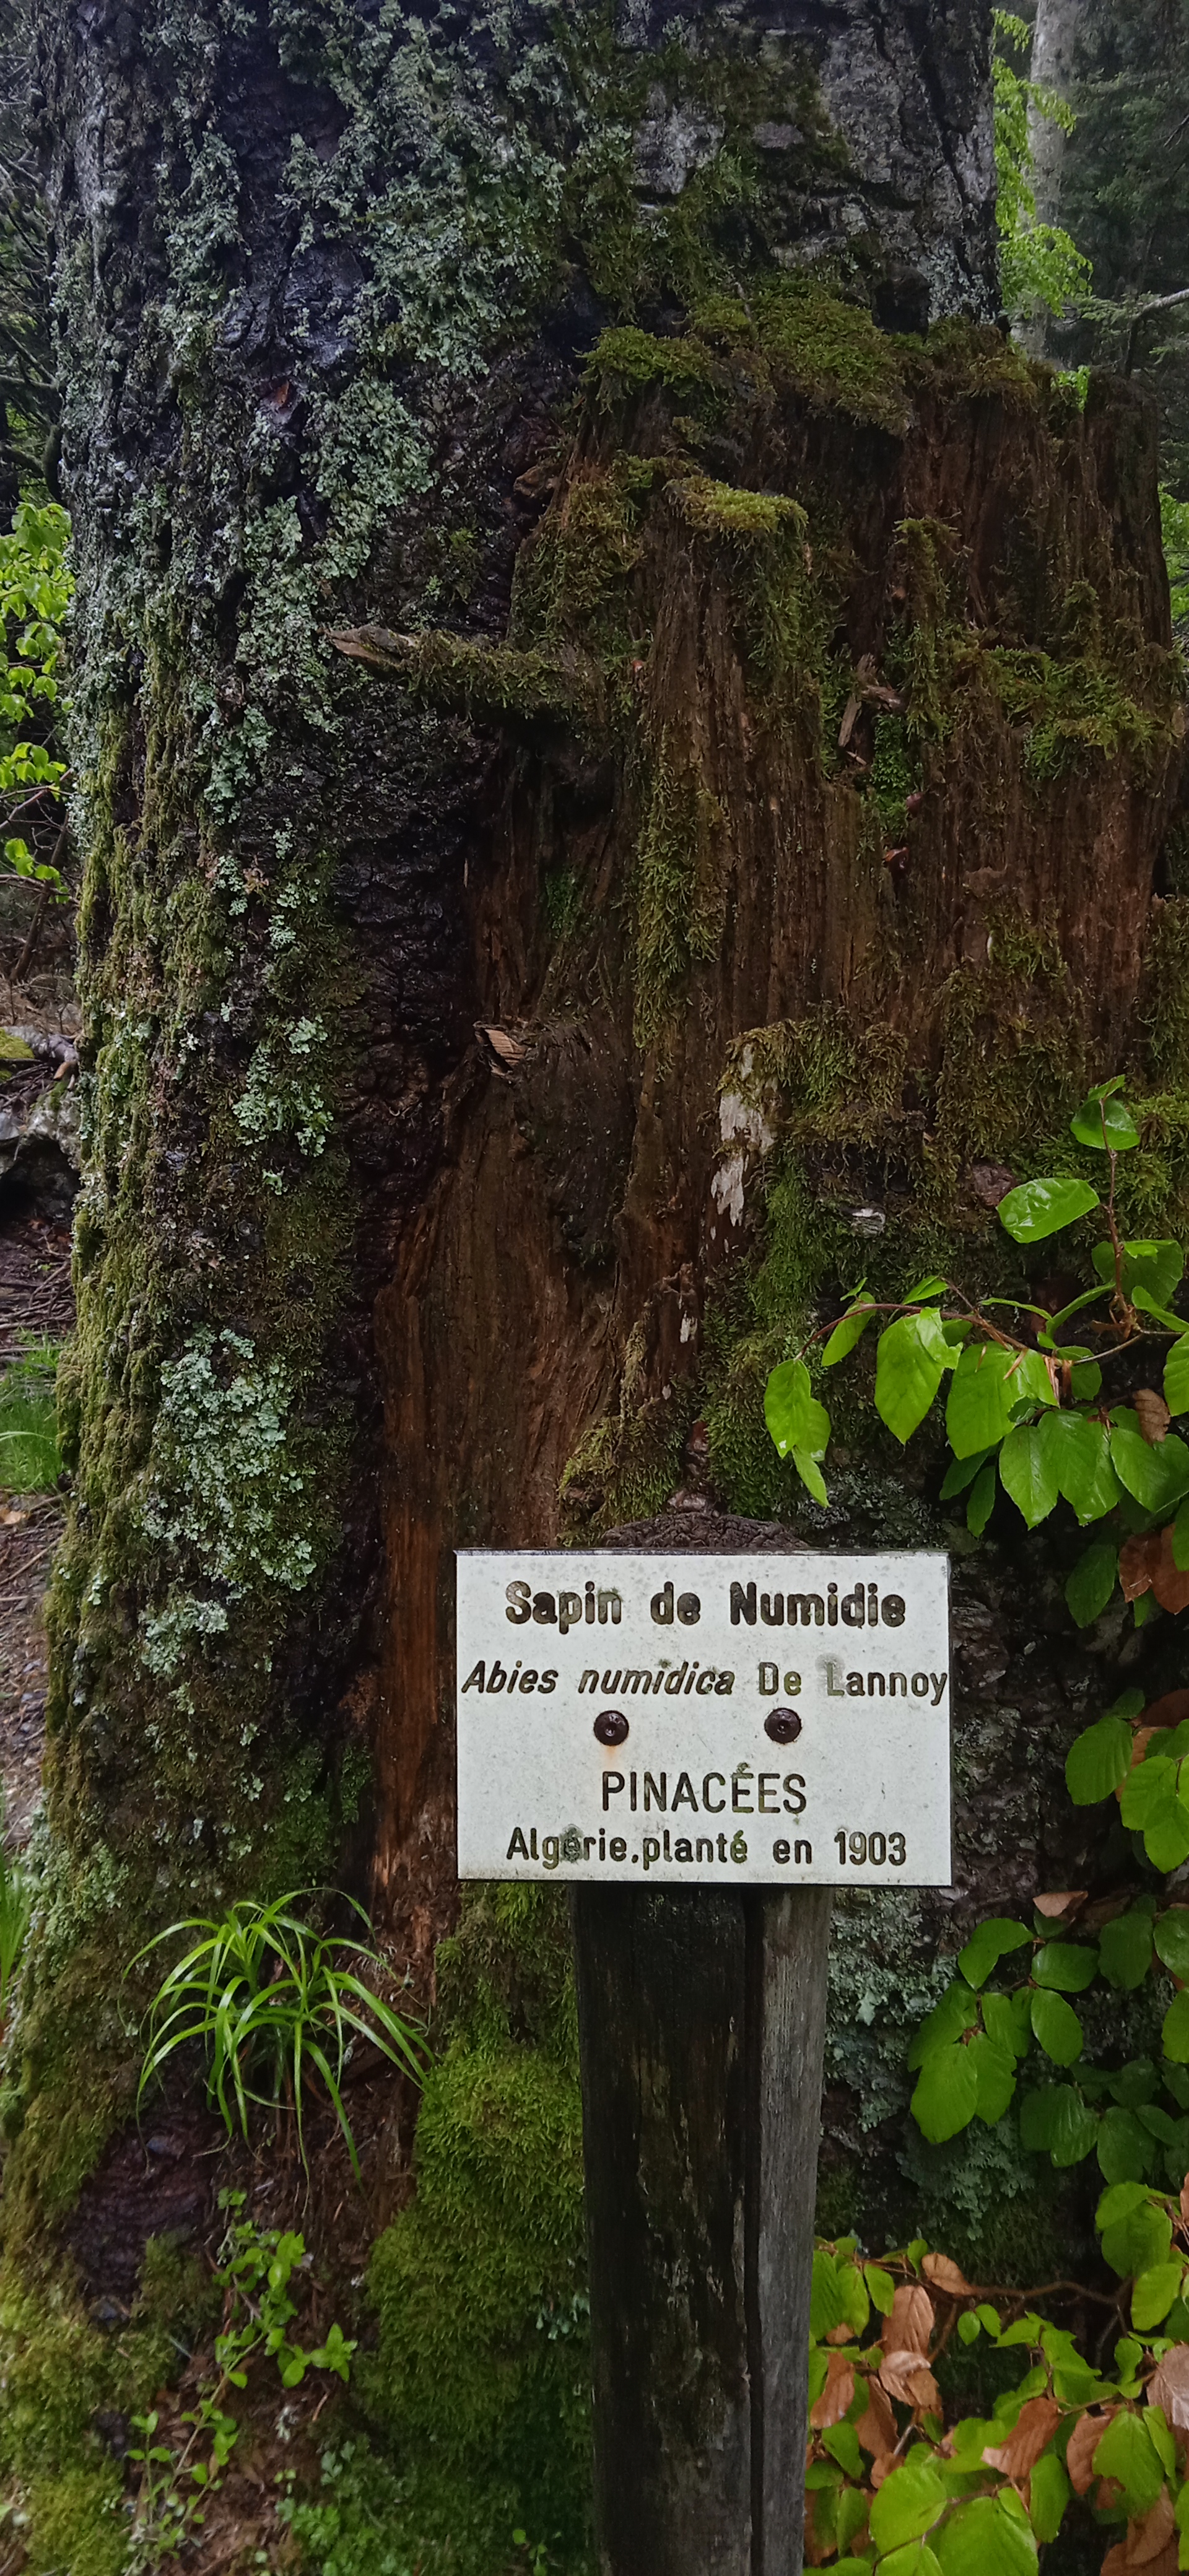 Sapin de Numidie
Abies numidica De Lannoy
PINACÉES
Algérie.planté en 1903